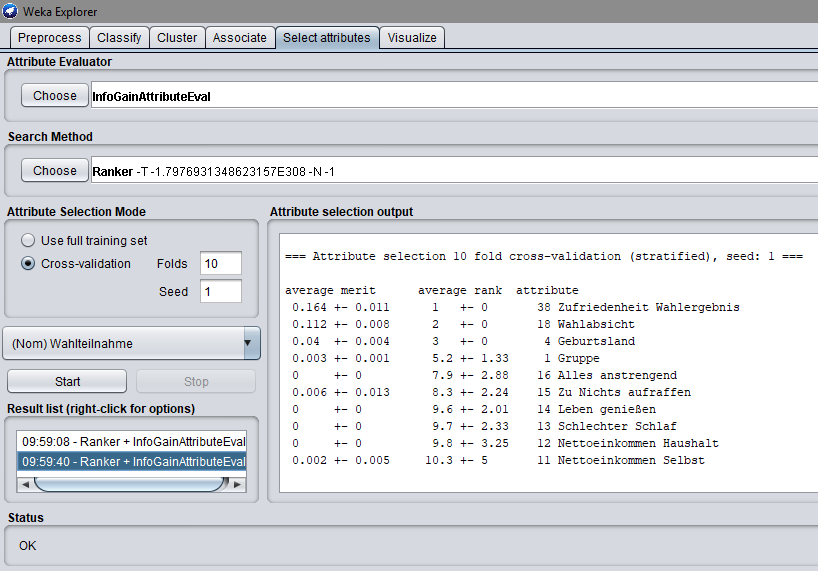 Weka Explorer
Preprocess Classify Cluster Associate Select attributes Visualize
Attribute Evaluator
Choose InfoGainAttributeEval
Search Method
Choose Ranker -T -1.7976931348623157E308 -N -1
Attribute Selection Mode
Use full training set
Cross-validation Folds 10
Seed 1
(Nom) Wahlteilnahme
Start Stop
Result list (right-click for options)
09:59:08 - Ranker + InfoGainAttributeEval
09:59:40 - Ranker + InfoGainAttributeEval
Attribute selection output
=== Attribute selection 10 fold cross-validation (stratified), seed: 1 ===
average merit average rank attribute
0.164 +- 0.011 1 +- 0 38 Zufriedenheit Wahlergebnis
0.112 +- 0.008 2 +- 0 18 Wahlabsicht
0.04 +- 0.004 3 +- 0 4 Geburtsland
0.003 +- 0.001 5.2 +- 1.33 1 Gruppe
0 +- 0 7.9 +- 2.88 16 Alles anstrengend
0.006 +- 0.013 8.3 +- 2.24 15 Zu Nichts aufraffen
0 +- 0 9.6 +- 2.01 14 Leben genießen
0 +- 0 9.7 +- 2.33 13 Schlechter Schlaf
0 +- 0 9.8 +- 3.25 12 Nettoeinkommen Haushalt
0.002 +- 0.005 10.3 +- 5 11 Nettoeinkommen Selbst
Status
OK